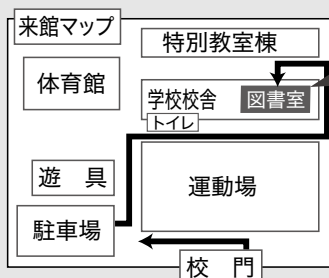 来館マップ
特別教室棟
体育館
学校校舎
図書室
トイレ
遊 具
運動場
駐車場
校 門